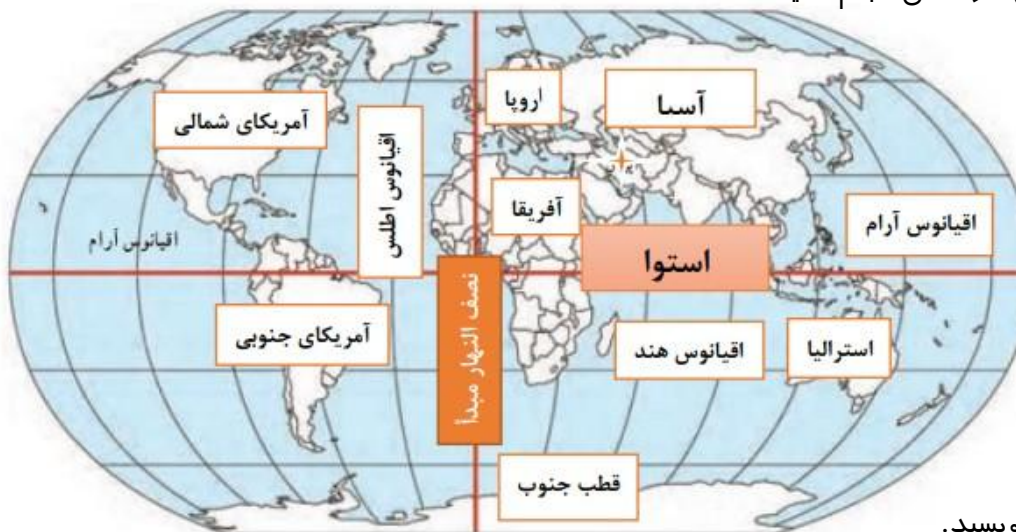 آسیا
اروپا
آمریکای شمالی
اقیانوس اطلس
آفریقا
اقیانوس آرام
اقیانوس آرام
استوا
نصف النهار مبدأ
آمریکای جنوبی
اقیانوس هند
استرالیا
قطب جنوب